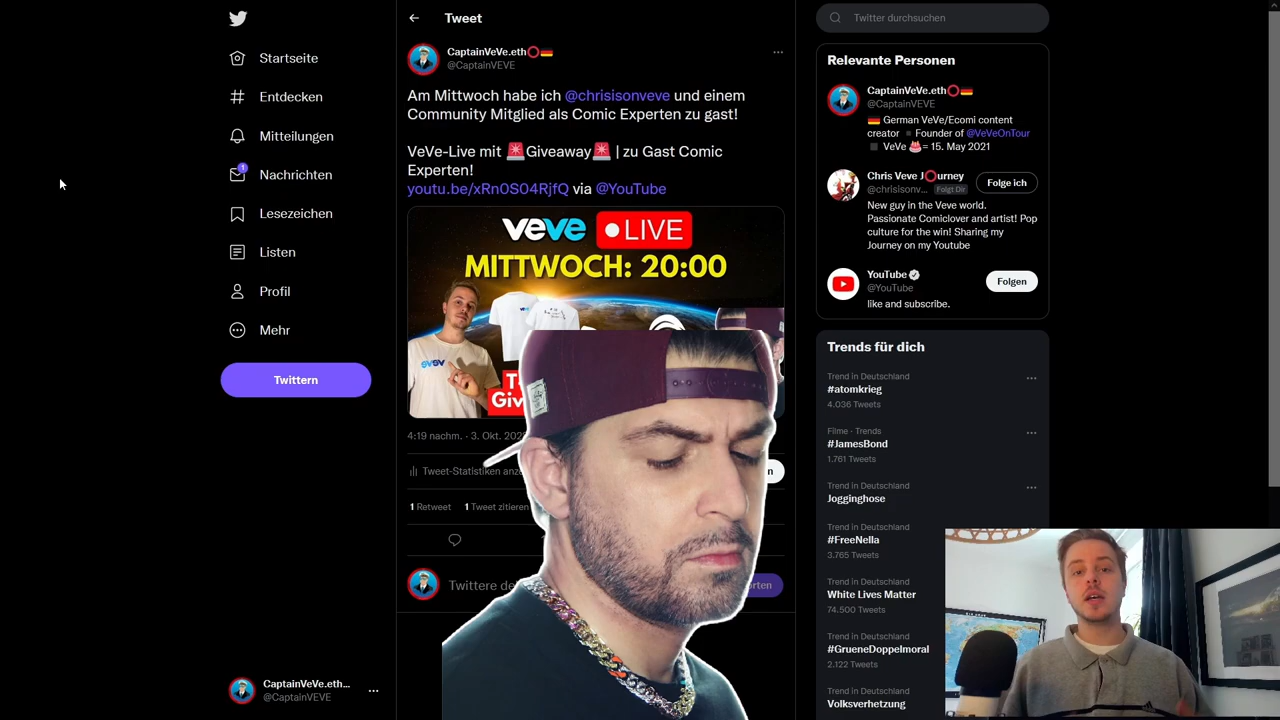 Startseite
Entdecken
Mitteilungen
1
Nachrichten
Lesezeichen
Listen
Profil
Mehr
Twittern
CaptainVeVe.eth...
@CaptainVEVE
Tweet
CaptainVeVe.eth⭕🇩🇪
@CaptainVEVE
Am Mittwoch habe ich @chrisisonveve und einem
Community Mitglied als Comic Experten zu gast!
VeVe-Live mit 🚨Giveaway🚨 | zu Gast Comic
Experten!
youtu.be/xRnOS04RjfQ via @YouTube
veve LIVE
MITTWOCH: 20:00
4:19 nachm. · 3. Okt.
Tweet-Statistiken
1 Retweet 1 Tweet zitieren
Twittere
Twitter durchsuchen
Relevante Personen
CaptainVeVe.eth⭕🇩🇪
@CaptainVEVE
🇩🇪 German VeVe/Ecomi content
creator ◾ Founder of @VeVeOnTour
◾ VeVe 🎂= 15. May 2021
Chris Veve J⭕urney
@chrisisonv... Folgt Dir
Folge ich
New guy in the Veve world.
Passionate Comiclover and artist! Pop
culture for the win! Sharing my
Journey on my Youtube
YouTube
@YouTube
Folgen
like and subscribe.
Trends für dich
Trend in Deutschland
#atomkrieg
4.036 Tweets
Filme - Trends
#JamesBond
1.761 Tweets
Trend in Deutschland
Jogginghose
Trend in Deutschland
#FreeNella
3.765 Tweets
Trend in Deutschland
White Lives Matter
74.500 Tweets
Trend in Deutschland
#GrueneDoppelmoral
2.122 Tweets
Trend in Deutschland
Volksverhetzung